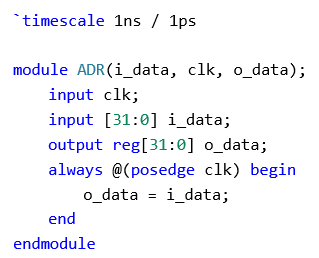 `timescale 1ns / 1ps

module ADR(i_data, clk, o_data);
    input clk;
    input [31:0] i_data;
    output reg[31:0] o_data;
    always @(posedge clk) begin
        o_data = i_data;
    end
endmodule